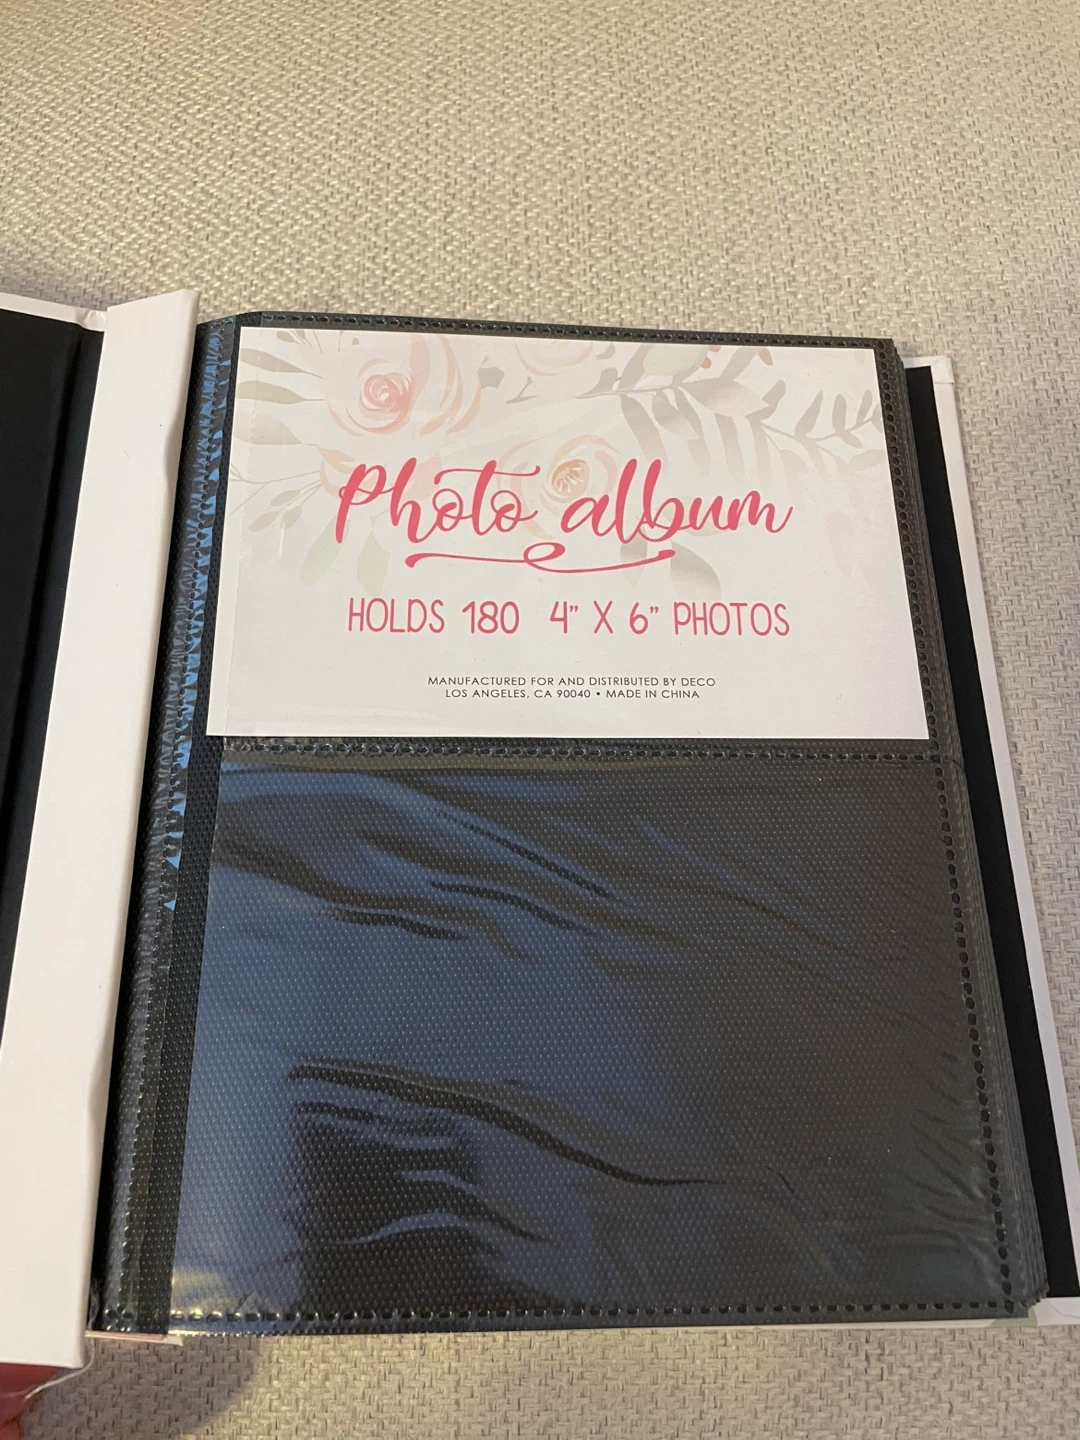 Photo album
HOLDS 180 4" X 6" PHOTOS
MANUFACTURED FOR AND DISTRIBUTED BY DECO
LOS ANGELES, CA 90040 • MADE IN CHINA